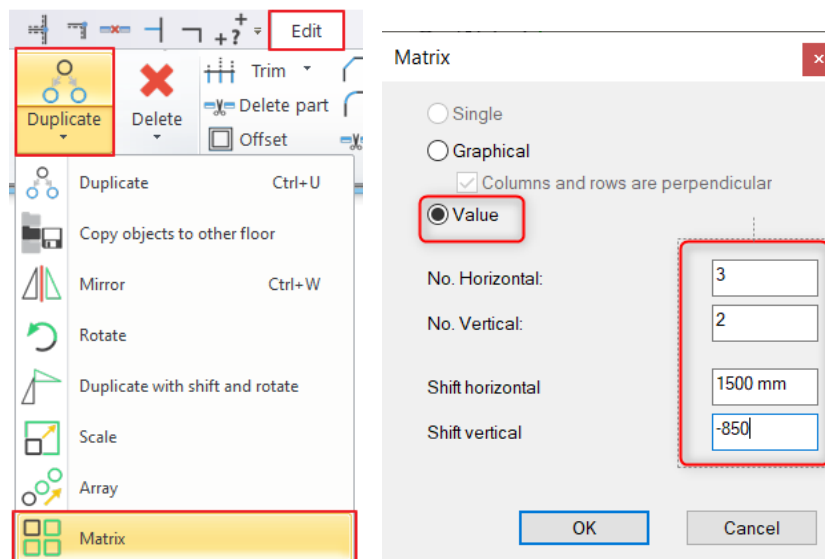 +?
Edit
Duplicate
Delete
Trim
Delete part
Offset
Duplicate Ctrl+U
Copy objects to other floor
Mirror Ctrl+W
Rotate
Duplicate with shift and rotate
Scale
Array
Matrix
Matrix
×
Single
Graphical
Columns and rows are perpendicular
Value
No. Horizontal: 3
No. Vertical: 2
Shift horizontal 1500 mm
Shift vertical -850
OK Cancel